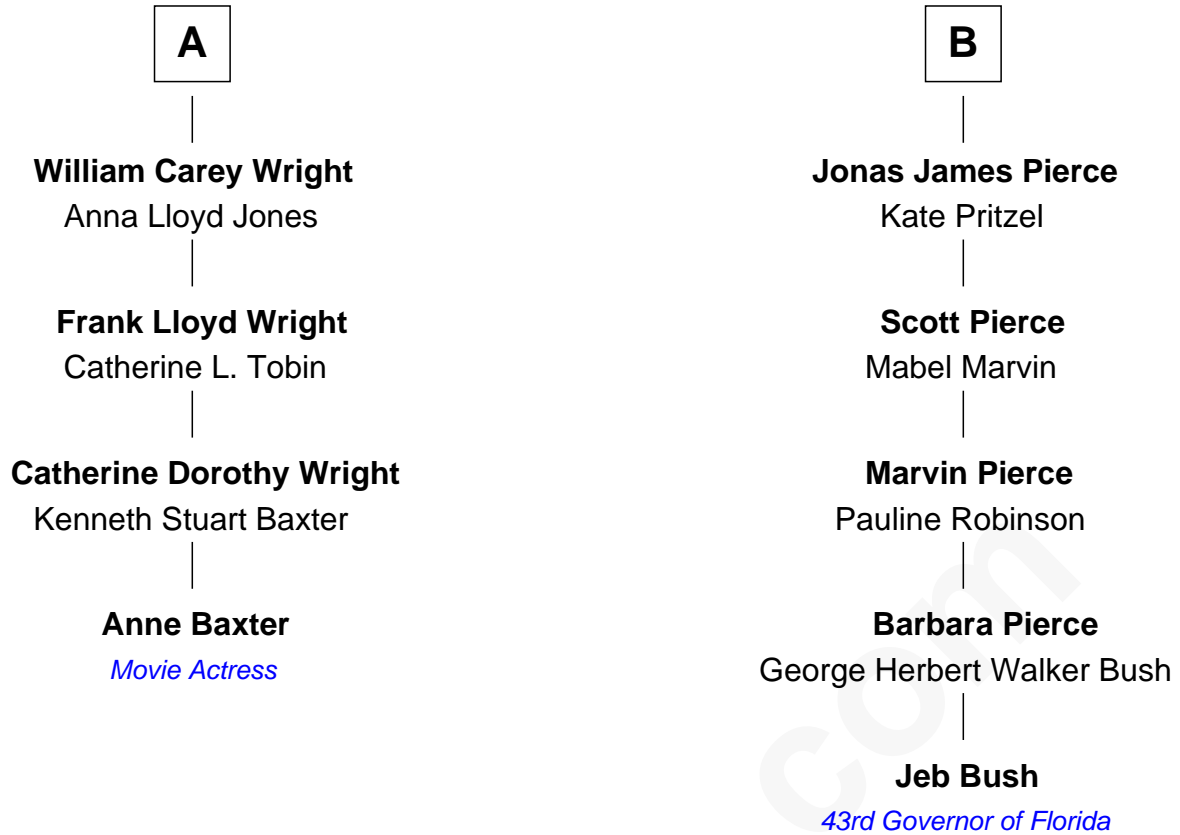 A
William Carey Wright
Anna Lloyd Jones
Frank Lloyd Wright
Catherine L. Tobin
Catherine Dorothy Wright
Kenneth Stuart Baxter
Anne Baxter
Movie Actress
B
Jonas James Pierce
Kate Pritzel
Scott Pierce
Mabel Marvin
Marvin Pierce
Pauline Robinson
Barbara Pierce
George Herbert Walker Bush
Jeb Bush
43rd Governor of Florida
com